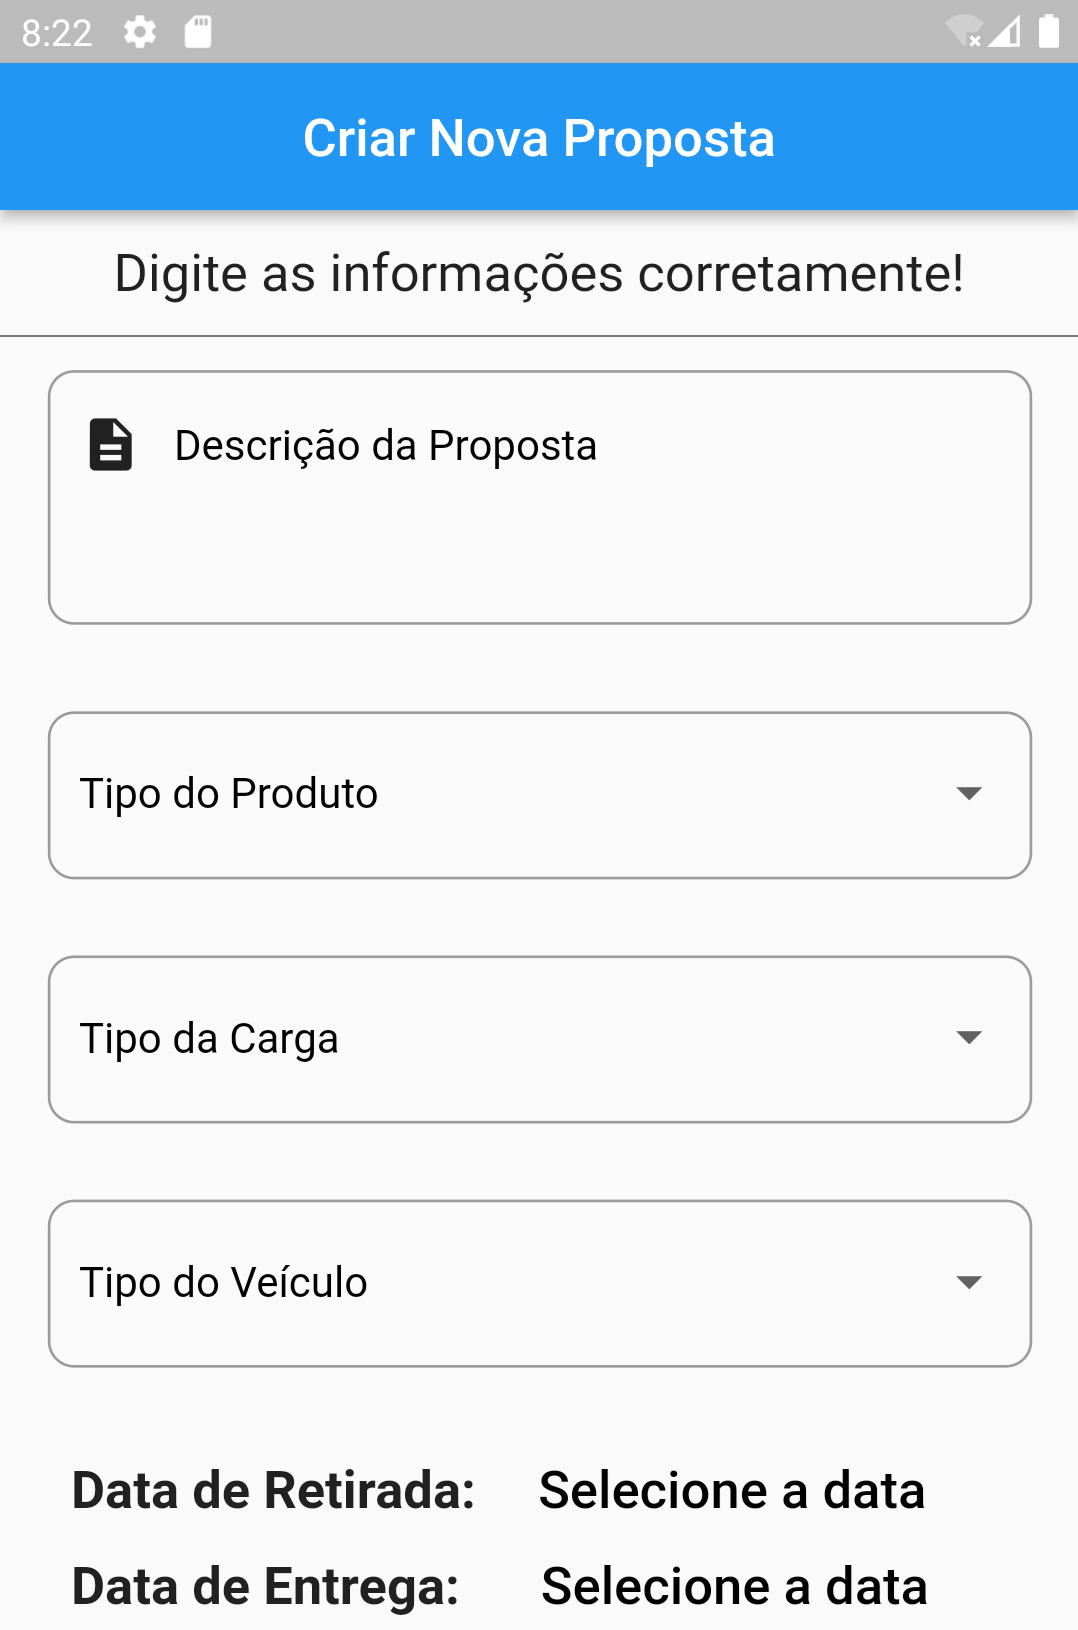 8:22
Criar Nova Proposta
Digite as informações corretamente!
Descrição da Proposta
Tipo do Produto
Tipo da Carga
Tipo do Veículo
Data de Retirada: Selecione a data
Data de Entrega: Selecione a data